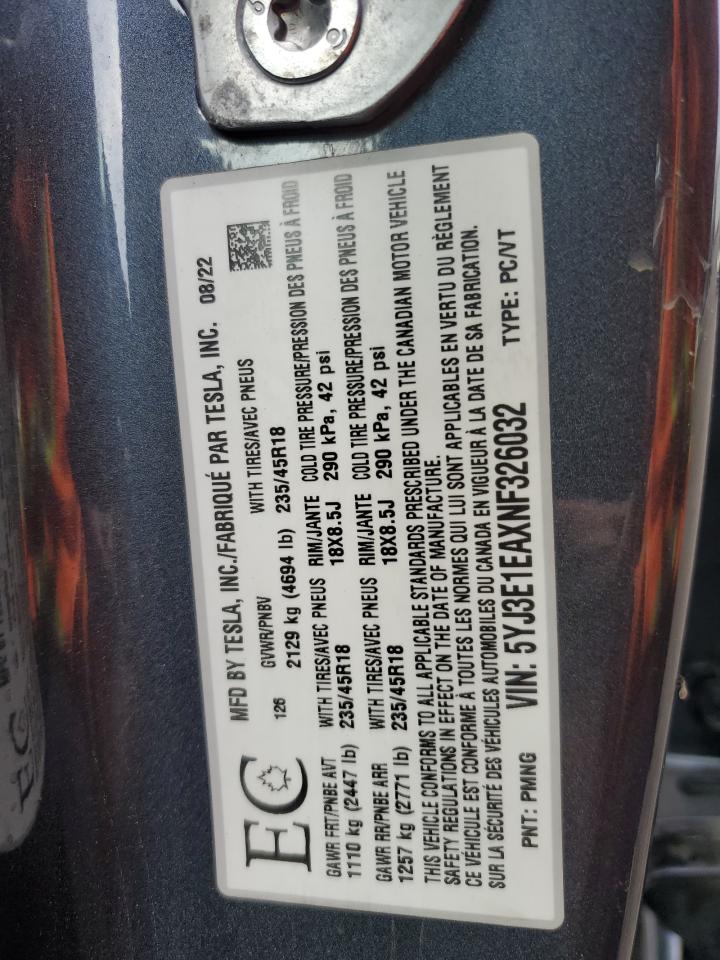 MFD BY TESLA, INC./FABRIQUÉ PAR TESLA, INC. 08/22
EC
126
GVWR/PNBV WITH TIRES/AVEC PNEUS
2129 kg (4694 lb) 235/45R18
GAWR FRT/PNBE AVT WITH TIRES/AVEC PNEUS RIM/JANTE COLD TIRE PRESSURE/PRESSION DES PNEUS À FROID
1110 kg (2447 lb) 235/45R18 18X8.5J 290 kPa, 42 psi
GAWR RR/PNBE ARR WITH TIRES/AVEC PNEUS RIM/JANTE COLD TIRE PRESSURE/PRESSION DES PNEUS À FROID
1257 kg (2771 lb) 235/45R18 18X8.5J 290 kPa, 42 psi
THIS VEHICLE CONFORMS TO ALL APPLICABLE STANDARDS PRESCRIBED UNDER THE CANADIAN MOTOR VEHICLE
SAFETY REGULATIONS IN EFFECT ON THE DATE OF MANUFACTURE.
CE VÉHICULE EST CONFORME À TOUTES LES NORMES QUI LUI SONT APPLICABLES EN VERTU DU RÈGLEMENT
SUR LA SÉCURITÉ DES VÉHICULES AUTOMOBILES DU CANADA EN VIGUEUR À LA DATE DE SA FABRICATION.
PNT: PMNG VIN: 5YJ3E1EAXNF326032 TYPE: PC/VT